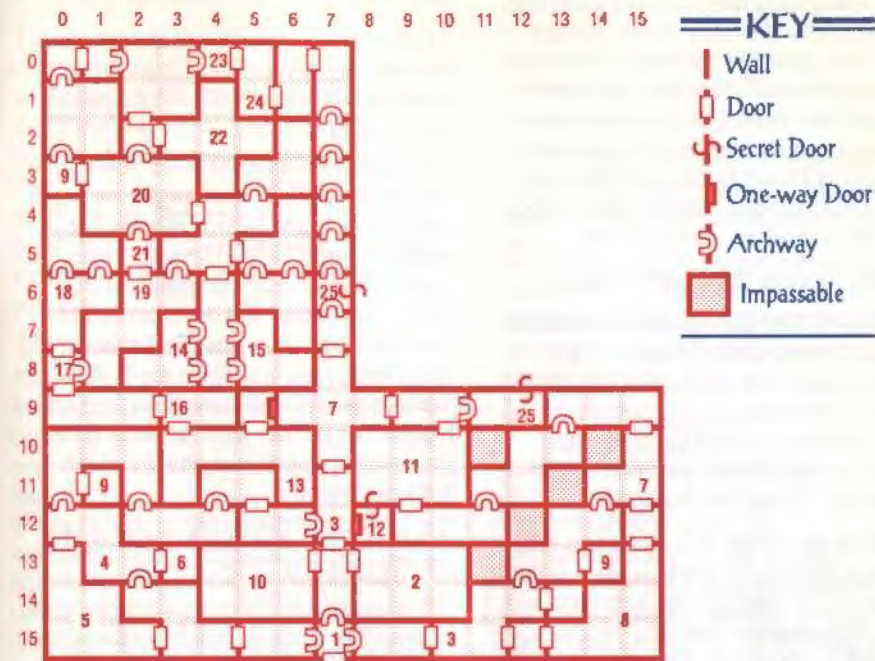 0 1 2 3 4 5 6 7 8 9 10 11 12 13 14 15
KEY
Wall
Door
Secret Door
One-way Door
Archway
Impassable
0 23
1 24
2 22
3 9
20
4
5 21
6 18 19 25
7
14 15
8 17
9 16 7 25
10
11
11 9 13 7
12 3 12
13 4 6 10 2 9
14
5 8
15 1 3